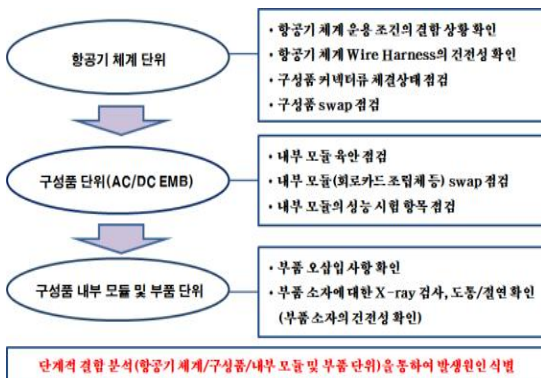 항공기 체계 단위
• 항공기 체계 운용 조건의 결함 상황 확인
• 항공기 체계 Wire Harness의 건전성 확인
• 구성품 커넥터류 체결상태 점검
• 구성품 swap 점검
구성품 단위(AC/DC EMB)
• 내부 모듈 육안 점검
• 내부 모듈(회로카드 조립체 등) swap 점검
• 내부 모듈의 성능 시험 항목 점검
구성품 내부 모듈 및 부품 단위
• 부품 오삽입 사항 확인
• 부품 소자에 대한 X-ray 검사, 도통/절연 확인
(부품 소자의 건전성 확인)
단계적 결함 분석(항공기 체계/구성품/내부 모듈 및 부품 단위)을 통하여 발생원인 식별